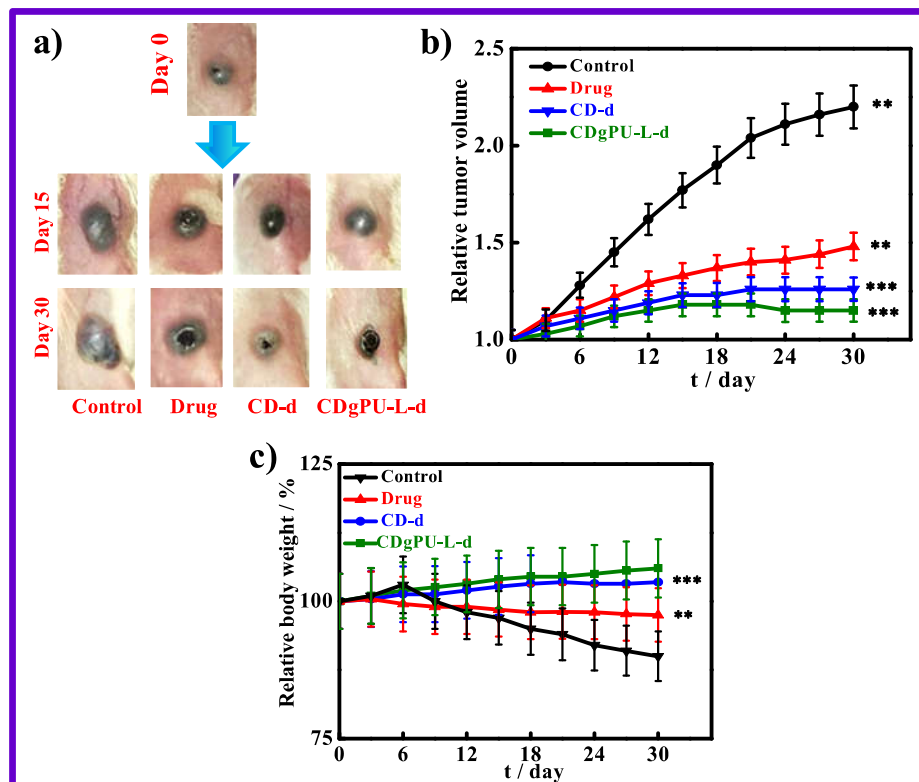 a)
Day 0
Day 15
Day 30
Control Drug CD-d CDgPU-L-d
b)
Relative tumor volume
2.5
2.0
1.5
1.0
Control
Drug
CD-d
CDgPU-L-d
**
**
***
***
0 6 12 18 24 30
t / day
c)
Relative body weight / %
125
100
75
Control
Drug
CD-d
CDgPU-L-d
***
**
0 6 12 18 24 30
t / day